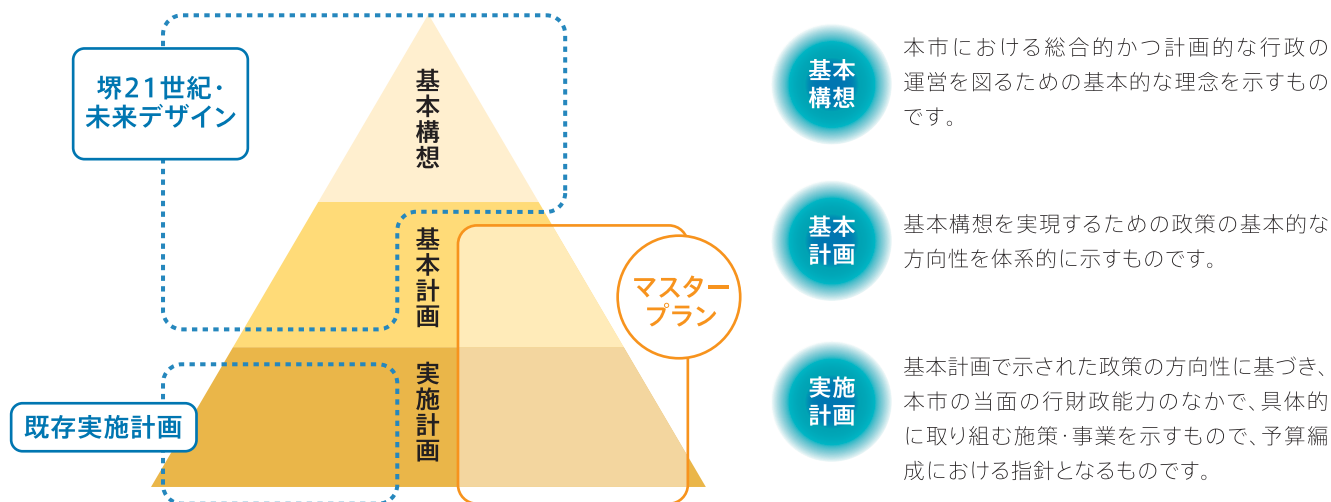 堺21世紀・
未来デザイン
基本構想
基本計画
マスター
プラン
実施計画
既存実施計画
基本
構想
本市における総合的かつ計画的な行政の
運営を図るための基本的な理念を示すもの
です。
基本
計画
基本構想を実現するための政策の基本的な
方向性を体系的に示すものです。
実施
計画
基本計画で示された政策の方向性に基づき、
本市の当面の行財政能力のなかで、具体的
に取り組む施策・事業を示すもので、予算編
成における指針となるものです。